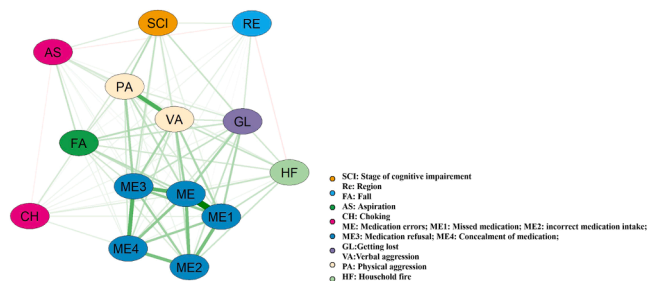 SCI
RE
AS
PA
VA
GL
FA
HF
ME3
ME
ME1
CH
ME4
ME2
SCI: Stage of cognitive impairement
Re: Region
FA: Fall
AS: Aspiration
CH: Choking
ME: Medication errors; ME1: Missed medication; ME2: incorrect medication intake;
ME3: Medication refusal; ME4: Concealment of medication;
GL:Getting lost
VA:Verbal aggression
PA: Physical aggression
HF: Household fire